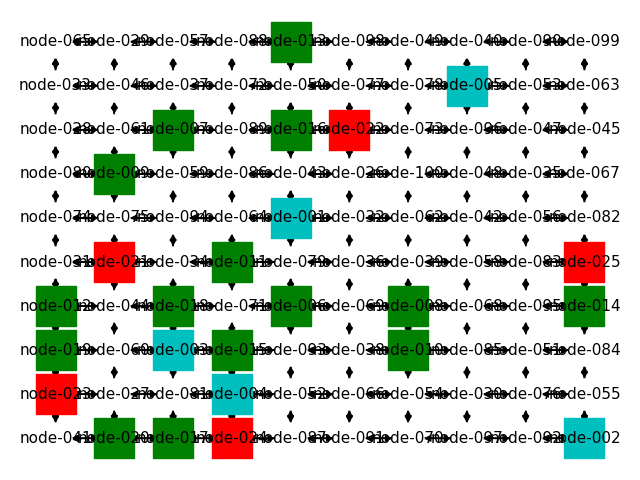 node-065 node-029 node-057 node-088 node-013 node-098 node-049 node-040 node-090 node-099
node-033 node-046 node-037 node-072 node-050 node-077 node-078 node-005 node-053 node-063
node-028 node-061 node-007 node-089 node-016 node-022 node-073 node-096 node-047 node-045
node-080 node-009 node-059 node-086 node-043 node-026 node-100 node-048 node-035 node-067
node-074 node-075 node-094 node-064 node-001 node-032 node-062 node-042 node-056 node-082
node-031 node-021 node-034 node-011 node-079 node-036 node-039 node-058 node-083 node-025
node-012 node-044 node-018 node-071 node-006 node-069 node-008 node-068 node-095 node-014
node-019 node-060 node-003 node-015 node-093 node-038 node-010 node-085 node-051 node-084
node-023 node-027 node-081 node-004 node-052 node-066 node-054 node-030 node-076 node-055
node-041 node-020 node-017 node-024 node-087 node-091 node-070 node-097 node-092 node-002